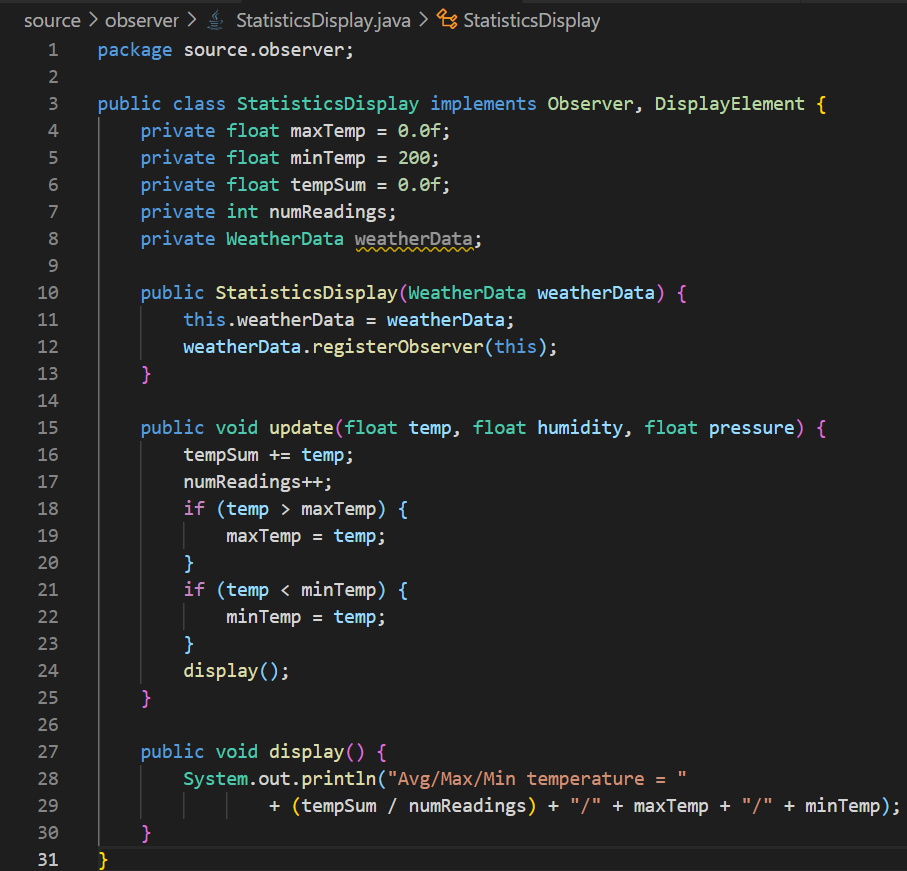 source > observer > StatisticsDisplay.java > StatisticsDisplay
1 package source.observer;
2
3 public class StatisticsDisplay implements Observer, DisplayElement {
4     private float maxTemp = 0.0f;
5     private float minTemp = 200;
6     private float tempSum = 0.0f;
7     private int numReadings;
8     private WeatherData weatherData;
9
10     public StatisticsDisplay(WeatherData weatherData) {
11         this.weatherData = weatherData;
12         weatherData.registerObserver(this);
13     }
14
15     public void update(float temp, float humidity, float pressure) {
16         tempSum += temp;
17         numReadings++;
18         if (temp > maxTemp) {
19             maxTemp = temp;
20         }
21         if (temp < minTemp) {
22             minTemp = temp;
23         }
24         display();
25     }
26
27     public void display() {
28         System.out.println("Avg/Max/Min temperature = "
29                 + (tempSum / numReadings) + "/" + maxTemp + "/" + minTemp);
30     }
31 }